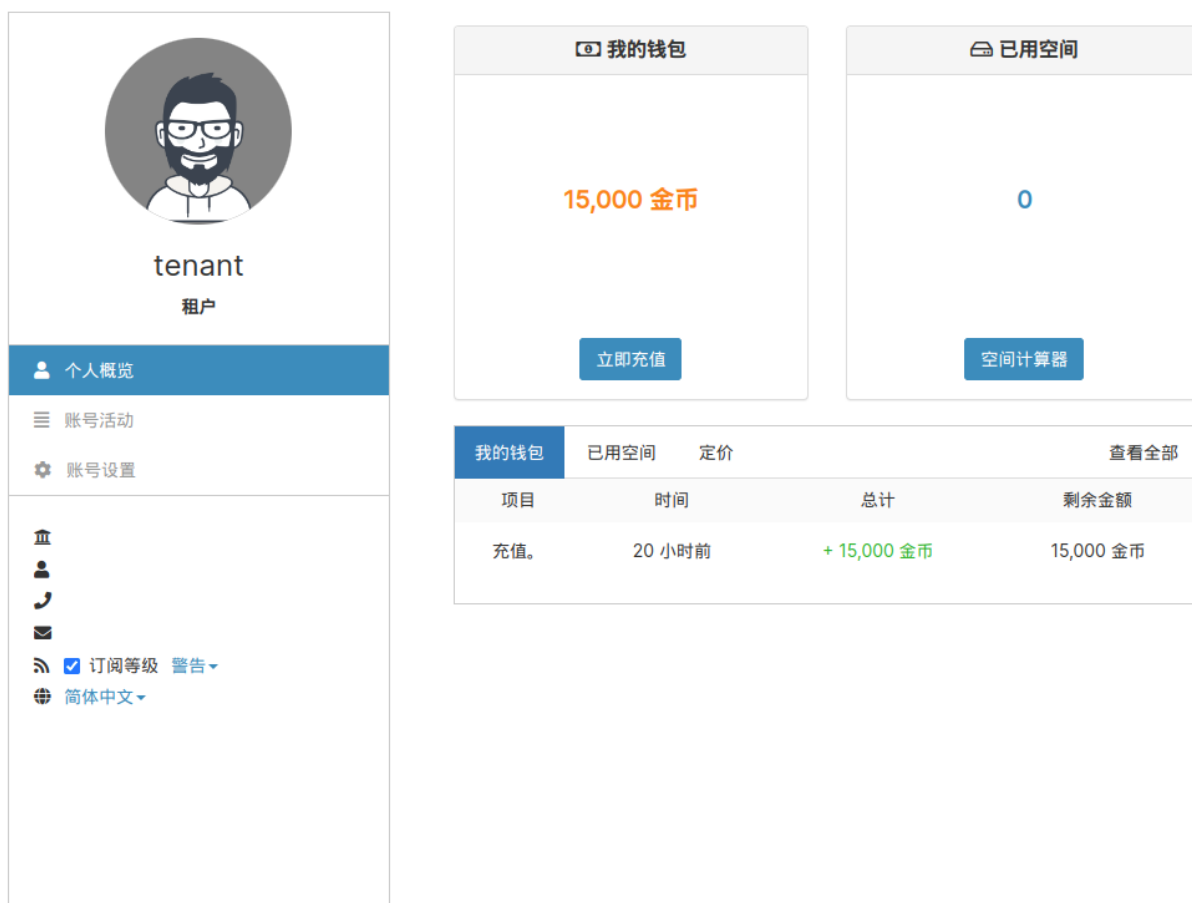 tenant
租户
个人概览
账号活动
账号设置
订阅等级 警告
简体中文
我的钱包
15,000 金币
立即充值
已用空间
0
空间计算器
我的钱包 已用空间 定价 查看全部
项目 时间 总计 剩余金额
充值。 20 小时前 + 15,000 金币 15,000 金币